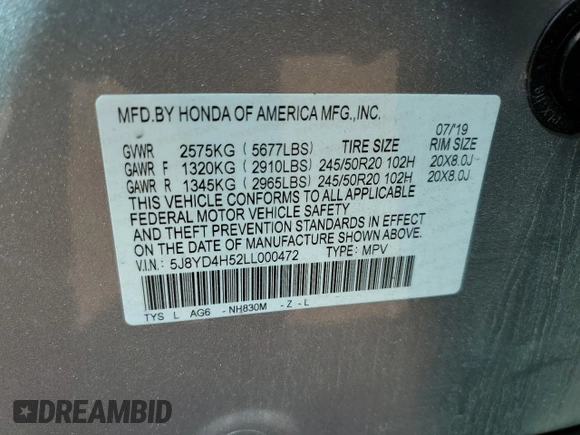 MFD.BY HONDA OF AMERICA MFG.,INC.
07/'19
GVWR 2575KG ( 5677LBS) TIRE SIZE RIM SIZE
GAWR F 1320KG ( 2910LBS) 245/50R20 102H 20X8.0J
GAWR R 1345KG ( 2965LBS) 245/50R20 102H 20X8.0J
THIS VEHICLE CONFORMS TO ALL APPLICABLE
FEDERAL MOTOR VEHICLE SAFETY
AND THEFT PREVENTION STANDARDS IN EFFECT
ON THE DATE OF MANUFACTURE SHOWN ABOVE.
V.I.N.: 5J8YD4H52LL000472 TYPE: MPV
TYS L AG6 -NH830M -Z -L
DREAMBID